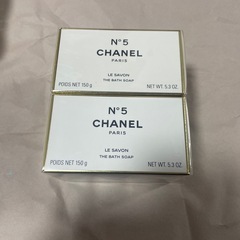 N°5
CHANEL
PARIS
LE SAVON
THE BATH SOAP
POIDS NET 150 g
NET WT. 5.3 OZ.
N°5
CHANEL
PARIS
LE SAVON
THE BATH SOAP
POIDS NET 150 g
NET WT. 5.3 OZ.